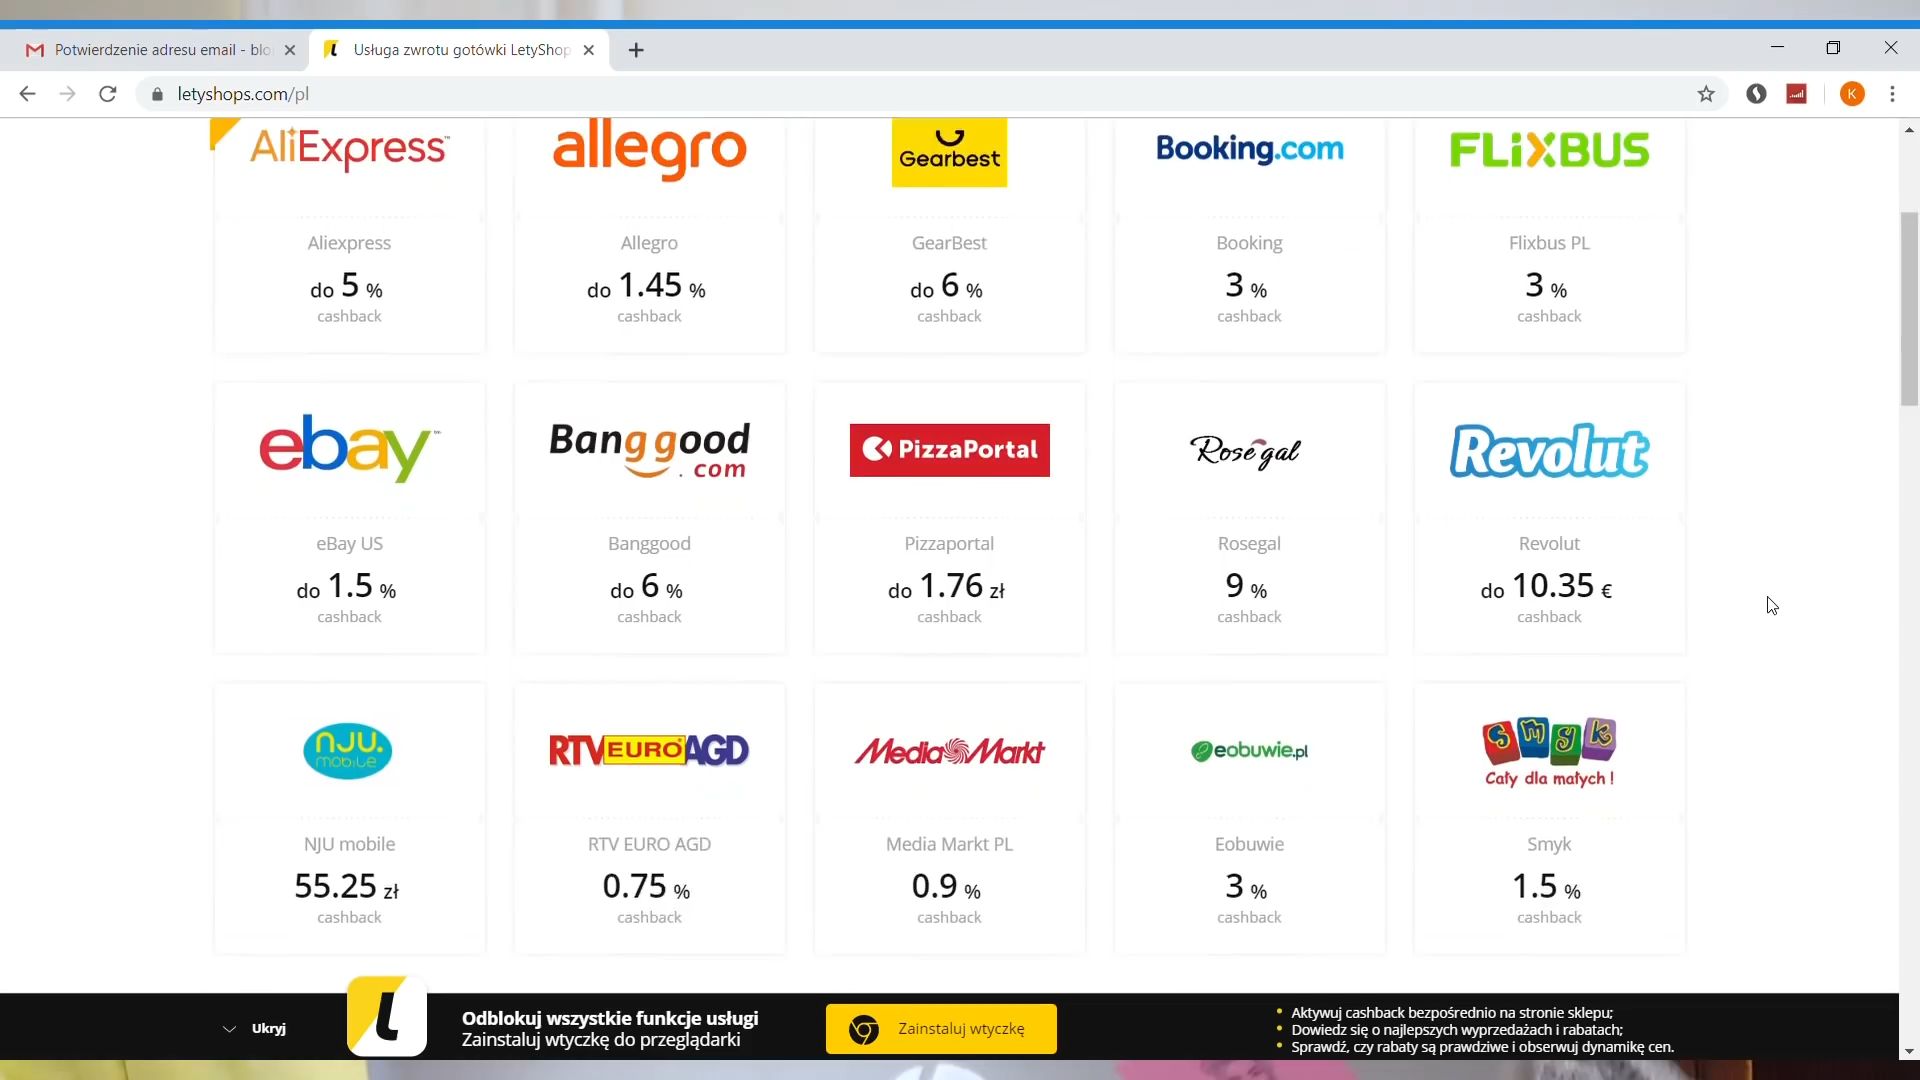 Potwierdzenie adresu email - blo
Usługa zwrotu gotówki LetyShop
letyshops.com/pl
K
AliExpress™
allegro
Gearbest
Booking.com
FLiXBUS
Aliexpress
Allegro
GearBest
Booking
Flixbus PL
do 5 %
do 1.45 %
do 6 %
3 %
3 %
cashback
cashback
cashback
cashback
cashback
ebay™
Banggood
.com
PizzaPortal
Rosegal
Revolut
eBay US
Banggood
Pizzaportal
Rosegal
Revolut
do 1.5 %
do 6 %
do 1.76 zł
9 %
do 10.35 €
cashback
cashback
cashback
cashback
cashback
nju.
mobile
RTV EURO AGD
Media Markt
eobuwie.pl
smyk
Cały dla małych !
NJU mobile
RTV EURO AGD
Media Markt PL
Eobuwie
Smyk
55.25 zł
0.75 %
0.9 %
3 %
1.5 %
cashback
cashback
cashback
cashback
cashback
Ukryj
L
Odblokuj wszystkie funkcje usługi
Zainstaluj wtyczkę do przeglądarki
Zainstaluj wtyczkę
• Aktywuj cashback bezpośrednio na stronie sklepu;
• Dowiedz się o najlepszych wyprzedażach i rabatach;
• Sprawdź, czy rabaty są prawdziwe i obserwuj dynamikę cen.